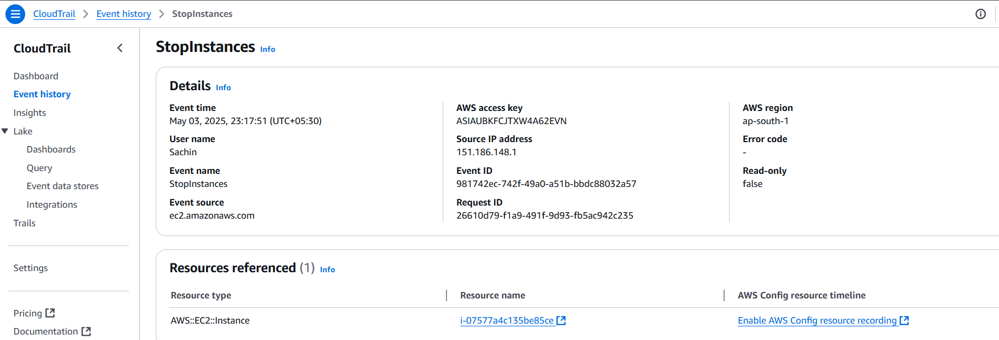 CloudTrail > Event history > StopInstances
CloudTrail
Dashboard
Event history
Insights
Lake
Dashboards
Query
Event data stores
Integrations
Trails
Settings
Pricing
Documentation
StopInstances Info
Details Info
Event time
May 03, 2025, 23:17:51 (UTC+05:30)
User name
Sachin
Event name
StopInstances
Event source
ec2.amazonaws.com
AWS access key
ASIAUBKFCJTXW4A62EVN
Source IP address
151.186.148.1
Event ID
981742ec-742f-49a0-a51b-bbdc88032a57
Request ID
26610d79-f1a9-491f-9d93-fb5ac942c235
AWS region
ap-south-1
Error code
-
Read-only
false
Resources referenced (1) Info
Resource type | Resource name | AWS Config resource timeline
AWS::EC2::Instance i-07577a4c135be85ce Enable AWS Config resource recording